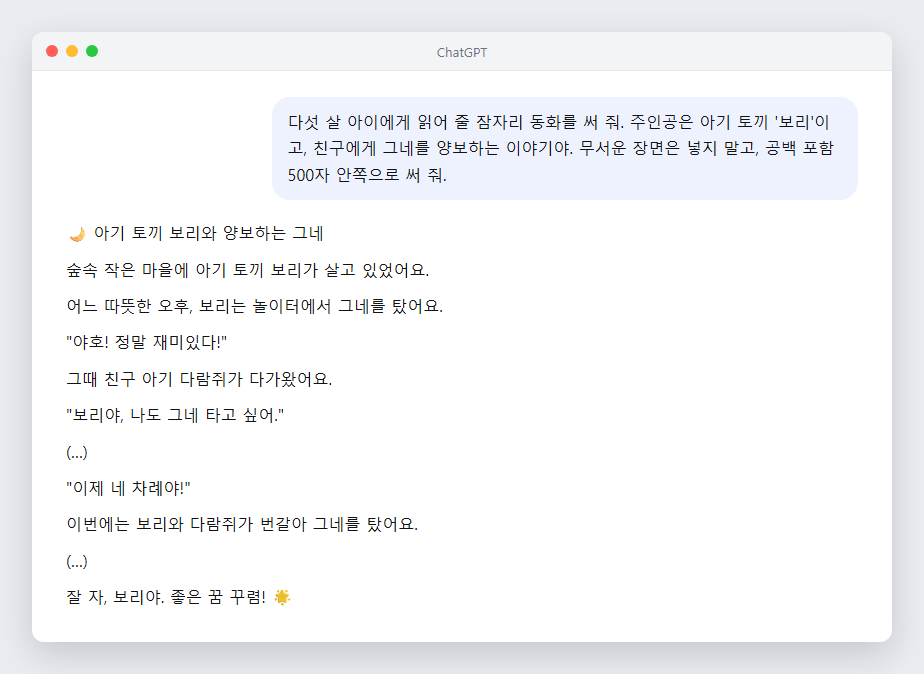 ChatGPT
다섯 살 아이에게 읽어 줄 잠자리 동화를 써 줘. 주인공은 아기 토끼 '보리'이
고, 친구에게 그네를 양보하는 이야기야. 무서운 장면은 넣지 말고, 공백 포함
500자 안쪽으로 써 줘.
🌙 아기 토끼 보리와 양보하는 그네
숲속 작은 마을에 아기 토끼 보리가 살고 있었어요.
어느 따뜻한 오후, 보리는 놀이터에서 그네를 탔어요.
"야호! 정말 재미있다!"
그때 친구 아기 다람쥐가 다가왔어요.
"보리야, 나도 그네 타고 싶어."
(...)
"이제 네 차례야!"
이번에는 보리와 다람쥐가 번갈아 그네를 탔어요.
(...)
잘 자, 보리야. 좋은 꿈 꾸렴! 🌟